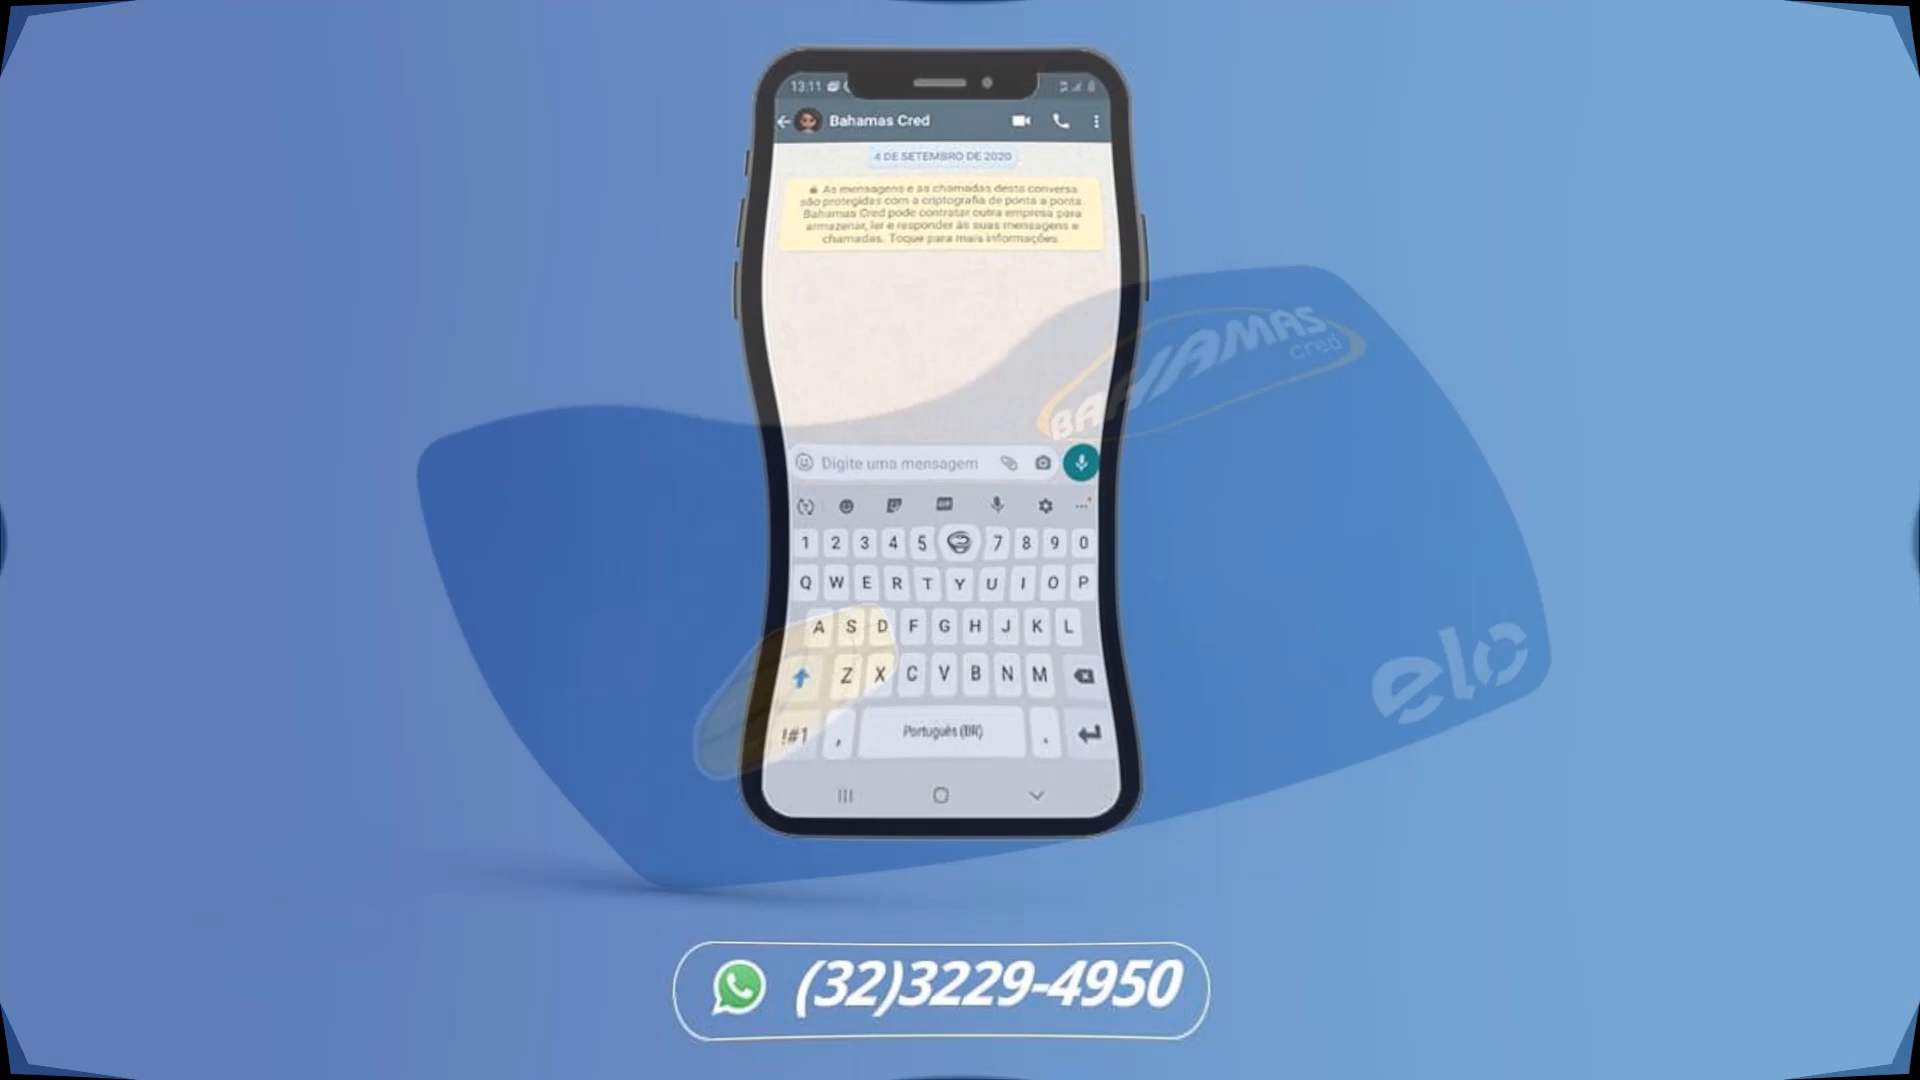 13:11
Bahamas Cred
4 DE SETEMBRO DE 2020
As mensagens e as chamadas desta conversa
são protegidas com a criptografia de ponta a ponta.
Bahamas Cred pode contratar outra empresa para
armazenar, ler e responder às suas mensagens e
chamadas. Toque para mais informações.
BAHAMAS
cred
Digite uma mensagem
GIF
1 2 3 4 5 7 8 9 0
Q W E R T Y U I O P
A S D F G H J K L
Z X C V B N M
!#1 , Português (BR) .
elo
(32)3229-4950